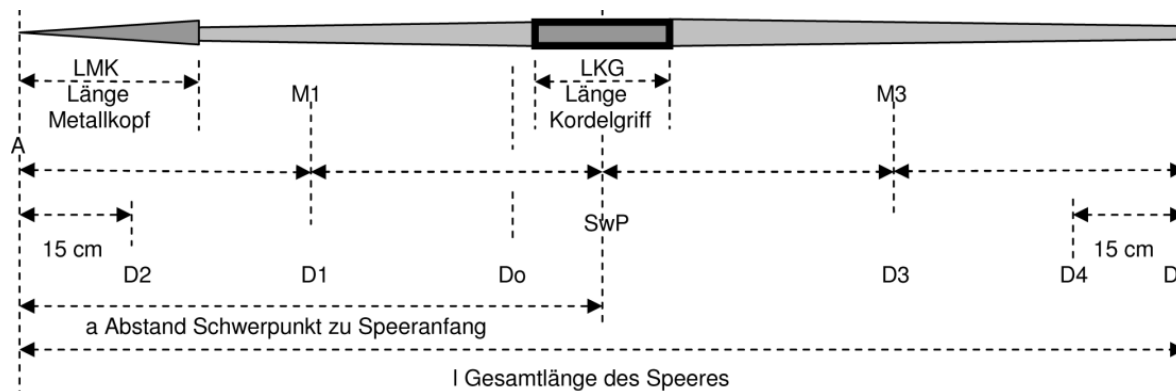 LMK
Länge
Metallkopf
LKG
Länge
Kordelgriff
M1
M3
A
SwP
15 cm
15 cm
D2
D1
Do
D3
D4
D
a Abstand Schwerpunkt zu Speeranfang
l Gesamtlänge des Speeres